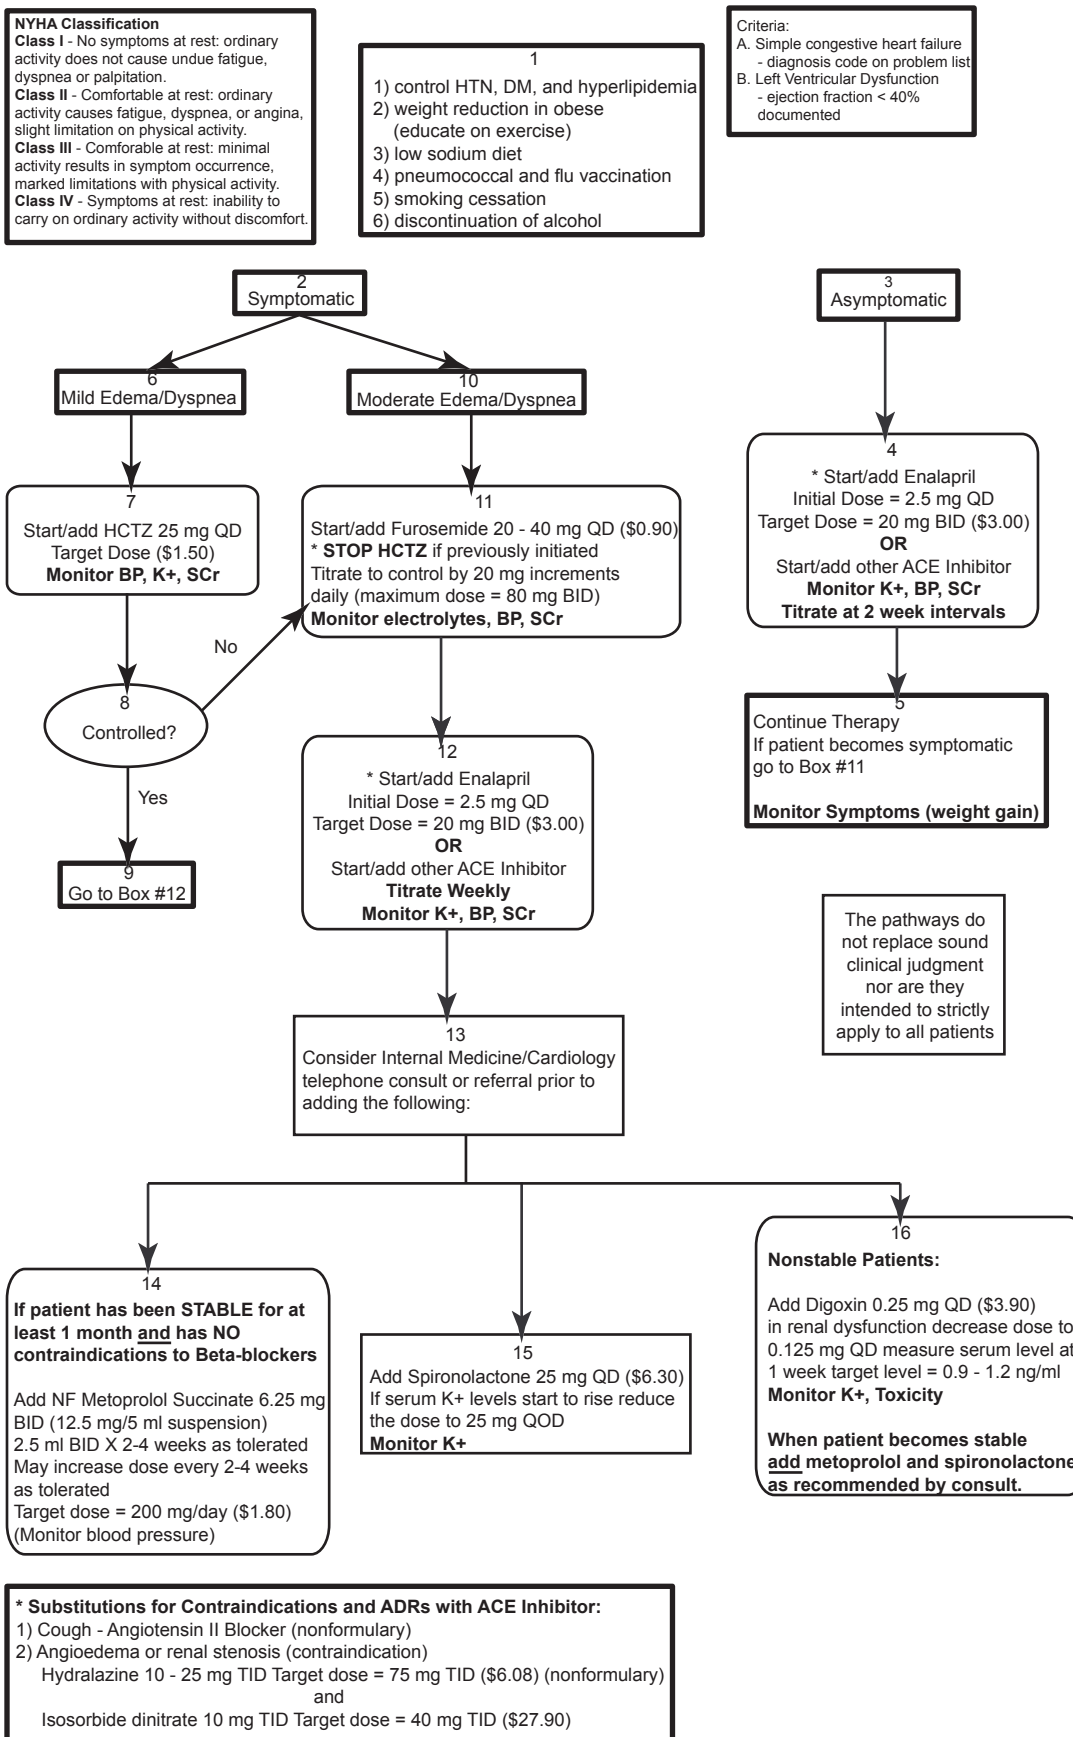 NYHA Classification
Class I - No symptoms at rest: ordinary
activity does not cause undue fatigue,
dyspnea or palpitation.
Class II - Comfortable at rest: ordinary
activity causes fatigue, dyspnea, or angina,
slight limitation on physical activity.
Class III - Comforable at rest: minimal
activity results in symptom occurrence,
marked limitations with physical activity.
Class IV - Symptoms at rest: inability to
carry on ordinary activity without discomfort.
1
1) control HTN, DM, and hyperlipidemia
2) weight reduction in obese
(educate on exercise)
3) low sodium diet
4) pneumococcal and flu vaccination
5) smoking cessation
6) discontinuation of alcohol
Criteria:
A. Simple congestive heart failure
- diagnosis code on problem list
B. Left Ventricular Dysfunction
- ejection fraction < 40%
documented
2
Symptomatic
3
Asymptomatic
6
Mild Edema/Dyspnea
10
Moderate Edema/Dyspnea
4
* Start/add Enalapril
Initial Dose = 2.5 mg QD
Target Dose = 20 mg BID ($3.00)
OR
Start/add other ACE Inhibitor
Monitor K+, BP, SCr
Titrate at 2 week intervals
7
Start/add HCTZ 25 mg QD
Target Dose ($1.50)
Monitor BP, K+, SCr
11
Start/add Furosemide 20 - 40 mg QD ($0.90)
* STOP HCTZ if previously initiated
Titrate to control by 20 mg increments
daily (maximum dose = 80 mg BID)
Monitor electrolytes, BP, SCr
No
8
Controlled?
Yes
9
Go to Box #12
5
Continue Therapy
If patient becomes symptomatic
go to Box #11
Monitor Symptoms (weight gain)
12
* Start/add Enalapril
Initial Dose = 2.5 mg QD
Target Dose = 20 mg BID ($3.00)
OR
Start/add other ACE Inhibitor
Titrate Weekly
Monitor K+, BP, SCr
The pathways do
not replace sound
clinical judgment
nor are they
intended to strictly
apply to all patients
13
Consider Internal Medicine/Cardiology
telephone consult or referral prior to
adding the following:
14
If patient has been STABLE for at
least 1 month and has NO
contraindications to Beta-blockers
Add NF Metoprolol Succinate 6.25 mg
BID (12.5 mg/5 ml suspension)
2.5 ml BID X 2-4 weeks as tolerated
May increase dose every 2-4 weeks
as tolerated
Target dose = 200 mg/day ($1.80)
(Monitor blood pressure)
15
Add Spironolactone 25 mg QD ($6.30)
If serum K+ levels start to rise reduce
the dose to 25 mg QOD
Monitor K+
16
Nonstable Patients:
Add Digoxin 0.25 mg QD ($3.90)
in renal dysfunction decrease dose to
0.125 mg QD measure serum level at
1 week target level = 0.9 - 1.2 ng/ml
Monitor K+, Toxicity
When patient becomes stable
add metoprolol and spironolactone
as recommended by consult.
* Substitutions for Contraindications and ADRs with ACE Inhibitor:
1) Cough - Angiotensin II Blocker (nonformulary)
2) Angioedema or renal stenosis (contraindication)
Hydralazine 10 - 25 mg TID Target dose = 75 mg TID ($6.08) (nonformulary)
and
Isosorbide dinitrate 10 mg TID Target dose = 40 mg TID ($27.90)